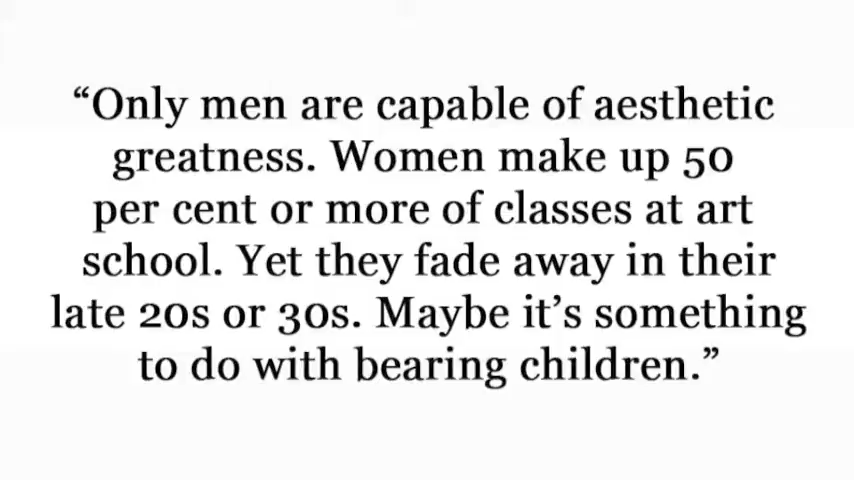 “Only men are capable of aesthetic
greatness. Women make up 50
per cent or more of classes at art
school. Yet they fade away in their
late 20s or 30s. Maybe it’s something
to do with bearing children.”